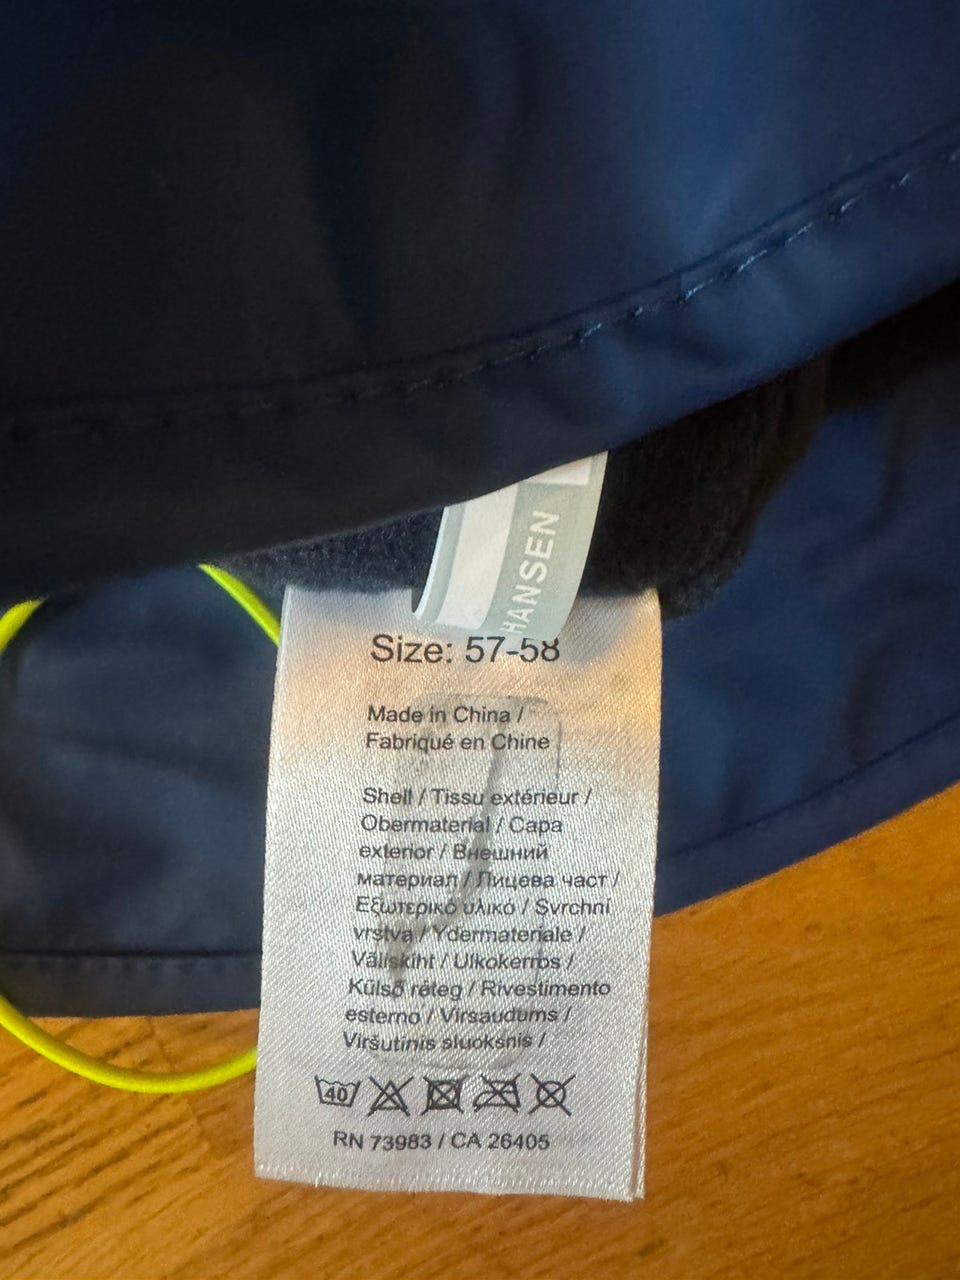 HANSEN
Size: 57-58
Made in China /
Fabriqué en Chine
Shell / Tissu extérieur /
Obermaterial / Capa
exterior / Внешний
материал / Лицева част /
Εξωτερικό υλικό / Svrchní
vrstva / Ydermateriale /
Väliskiht / Ulkokerros /
Külső réteg / Rivestimento
esterno / Virsaudums /
Viršutinis sluoksnis /
40
RN 73983 / CA 26405